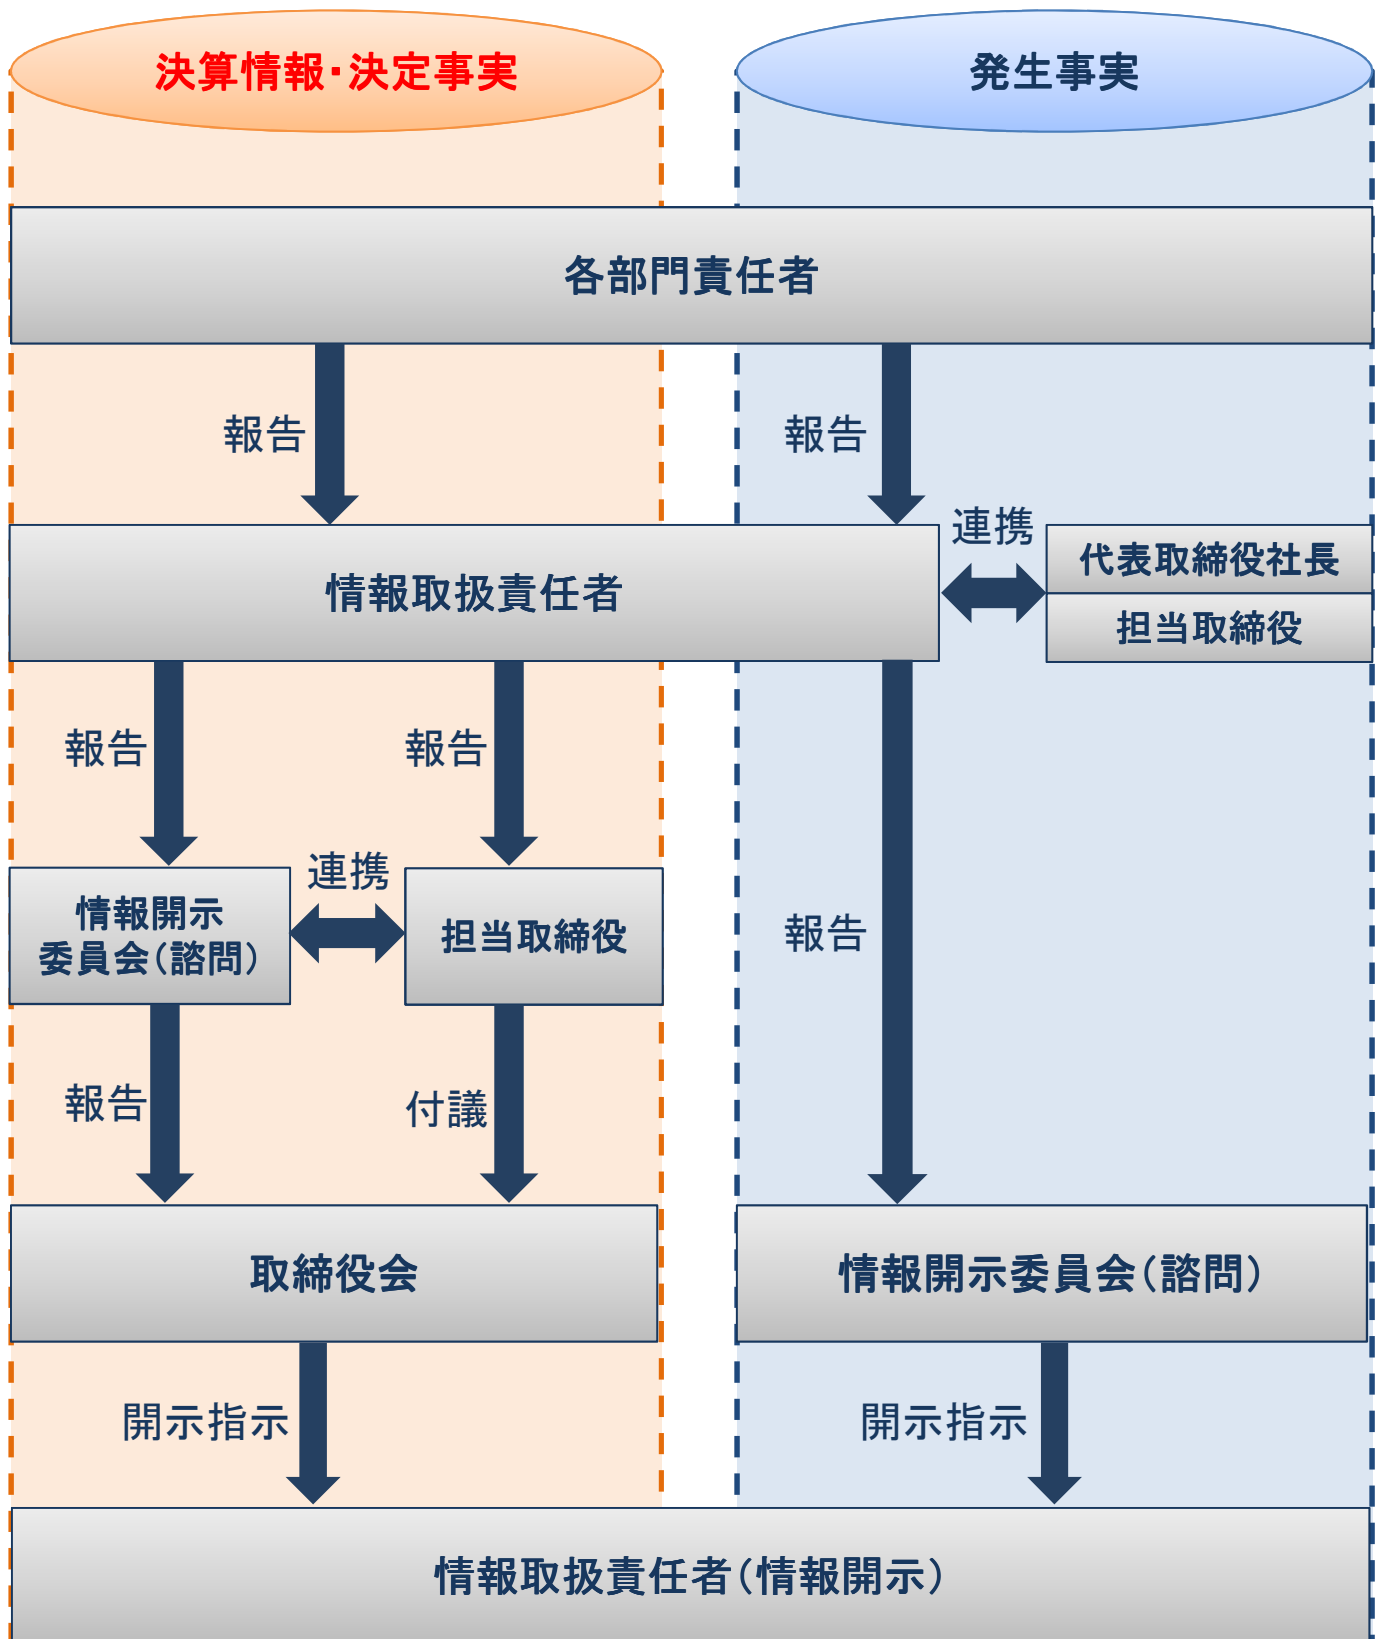 決算情報・決定事実
発生事実
各部門責任者
報告
報告
連携
情報取扱責任者
代表取締役社長
担当取締役
報告
報告
連携
情報開示
委員会(諮問)
担当取締役
報告
報告
付議
取締役会
情報開示委員会(諮問)
開示指示
開示指示
情報取扱責任者(情報開示)